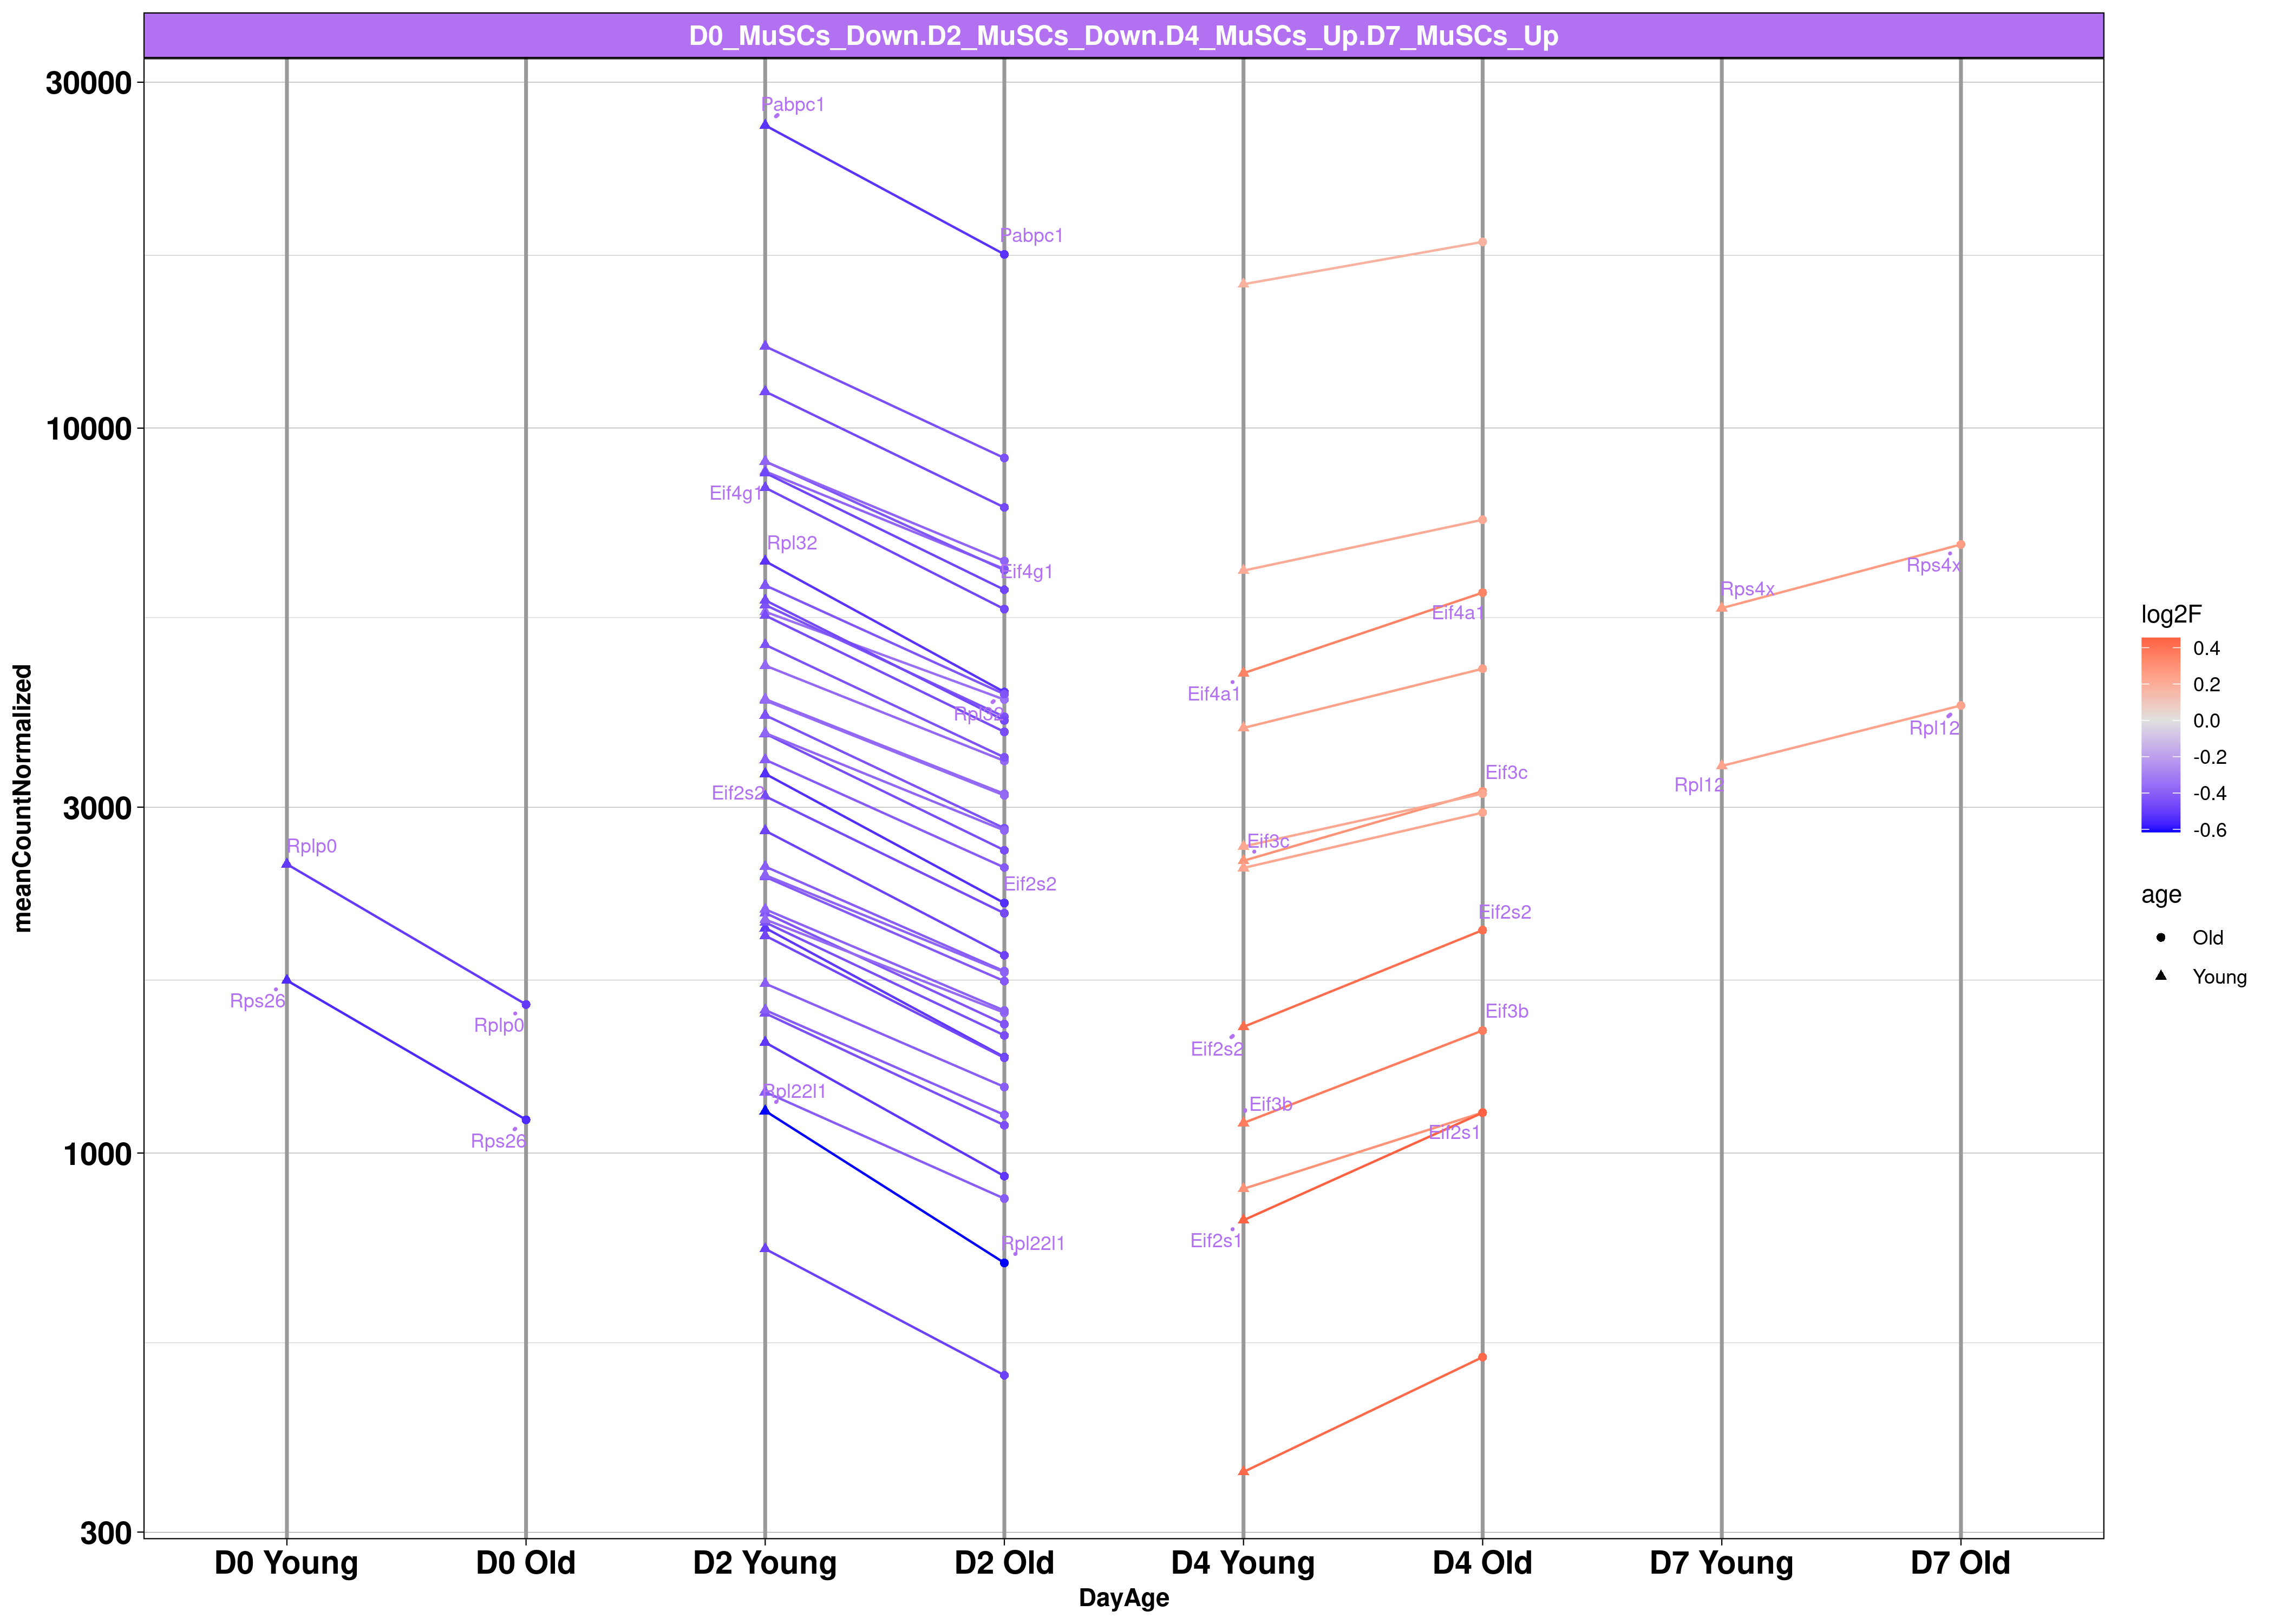 D0_MuSCs_Down.D2_MuSCs_Down.D4_MuSCs_Up.D7_MuSCs_Up
30000
10000
3000
1000
300
meanCountNormalized
Pabpc1
Pabpc1
Eif4g1
Rpl32
Eif4g1
Rps4x
Rps4x
Eif4a1
Eif4a1
Rpl32
Rpl12
Rpl12
Eif3c
Eif2s2
Rplp0
Eif3c
Eif2s2
Eif2s2
Rps26
Rplp0
Eif3b
Eif2s2
Rpl22l1
Eif3b
Rps26
Eif2s1
Eif2s1
Rpl22l1
D0 Young
D0 Old
D2 Young
D2 Old
D4 Young
D4 Old
D7 Young
D7 Old
DayAge
log2F
0.4
0.2
0.0
-0.2
-0.4
-0.6
age
Old
Young